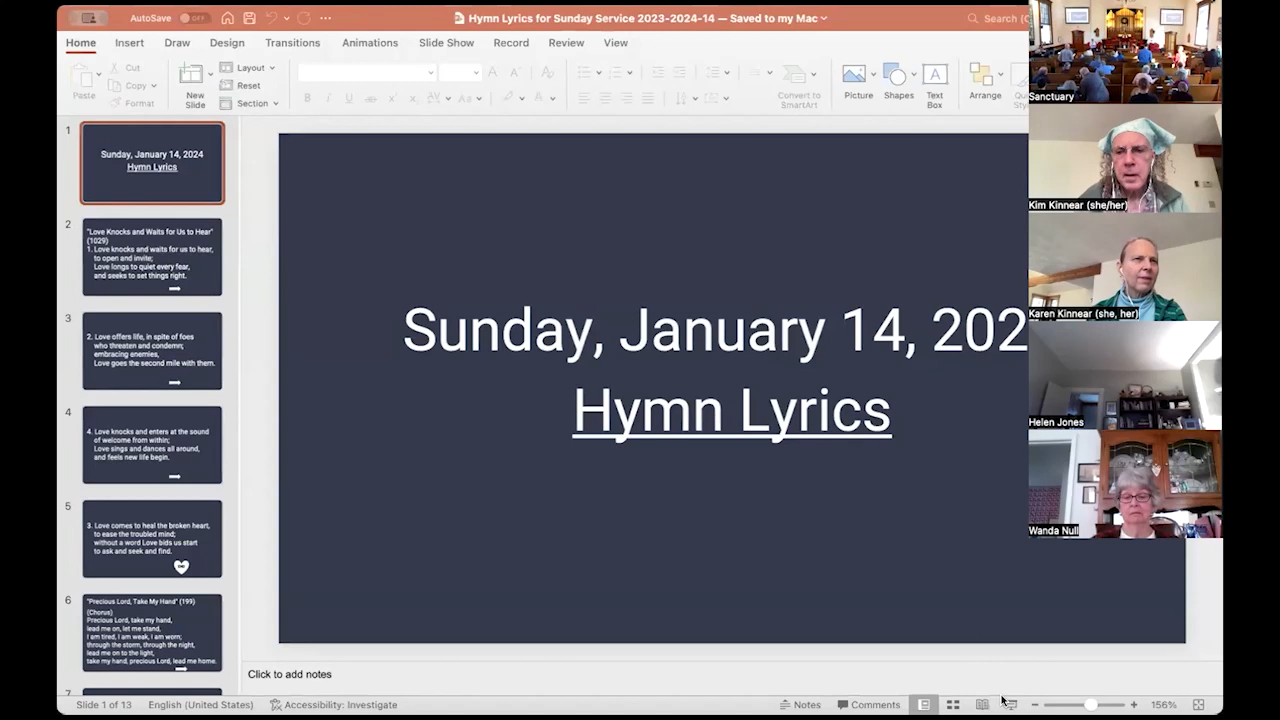 AutoSave
OFF
Hymn Lyrics for Sunday Service 2023-2024-14 — Saved to my Mac
Search (
Home
Insert
Draw
Design
Transitions
Animations
Slide Show
Record
Review
View
Paste
Cut
Copy
Format
New
Slide
Layout
Reset
Section
Convert to
SmartArt
Picture
Shapes
Text
Box
Arrange
1
Sunday, January 14, 2024
Hymn Lyrics
2
"Love Knocks and Waits for Us to Hear"
(1029)
1. Love knocks and waits for us to hear,
to open and invite;
Love longs to quiet every fear,
and seeks to set things right.
3
2. Love offers life, in spite of foes
who threaten and condemn;
embracing enemies,
Love goes the second mile with them.
4
4. Love knocks and enters at the sound
of welcome from within;
Love sings and dances all around,
and feels new life begin.
5
3. Love comes to heal the broken heart,
to ease the troubled mind;
without a word Love bids us start
to ask and seek and find.
6
"Precious Lord, Take My Hand" (199)
(Chorus)
Precious Lord, take my hand,
lead me on, let me stand,
I am tired, I am weak, I am worn;
through the storm, through the night,
lead me on to the light,
take my hand, precious Lord, lead me home.
Sunday, January 14, 202
Hymn Lyrics
Click to add notes
Slide 1 of 13
English (United States)
Accessibility: Investigate
Notes
Comments
156%
Sanctuary
Kim Kinnear (she/her)
Karen Kinnear (she, her)
Helen Jones
Wanda Null